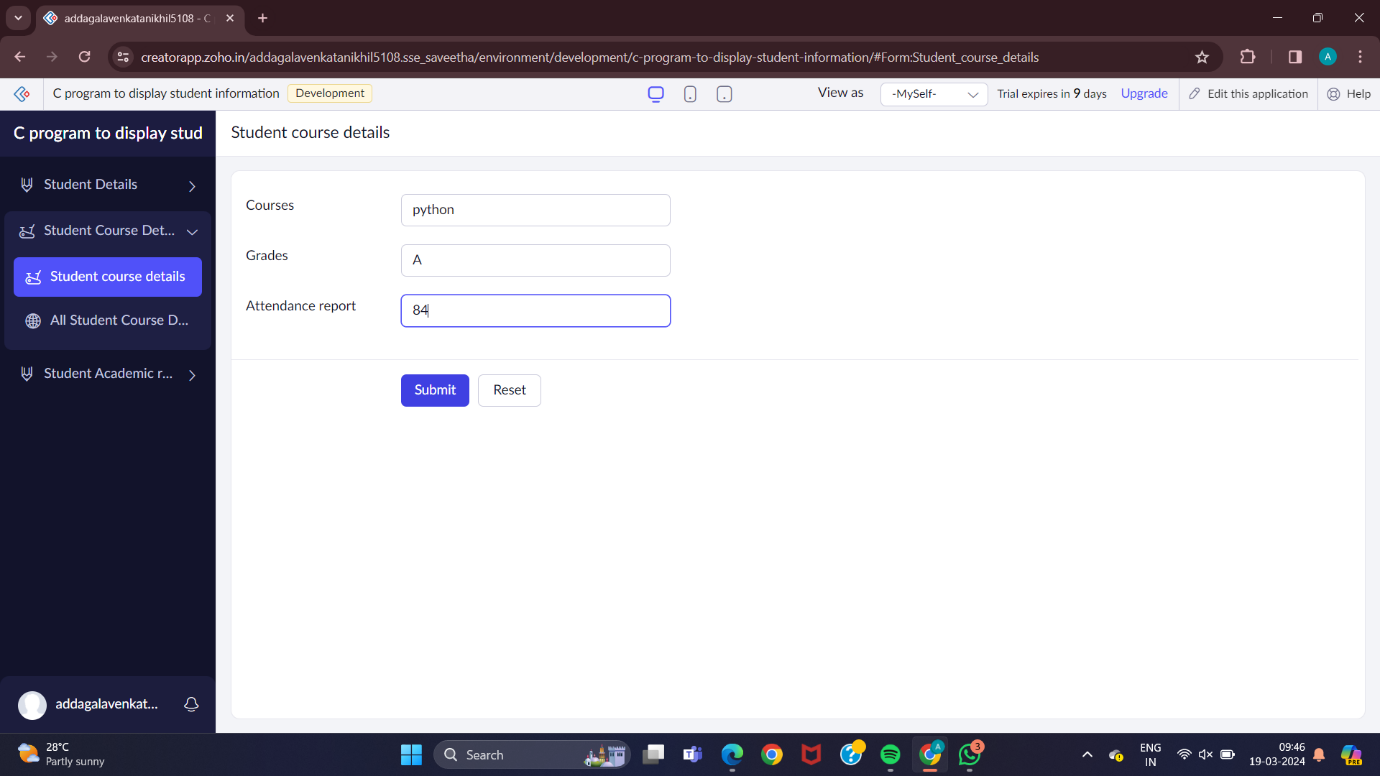 addagalavenkatanikhil5108 - C
creatorapp.zoho.in/addagalavenkatanikhil5108.sse_saveetha/environment/development/c-program-to-display-student-information/#Form:Student_course_details
A
C program to display student information
Development
View as
-MySelf-
Trial expires in 9 days
Upgrade
Edit this application
Help
C program to display stud
Student course details
Student Details
Student Course Det...
Student course details
All Student Course D...
Student Academic r...
Courses
python
Grades
A
Attendance report
84
Submit
Reset
addagalavenkat...
28°C
Partly sunny
Search
A
3
ENG
IN
09:46
19-03-2024
PRE